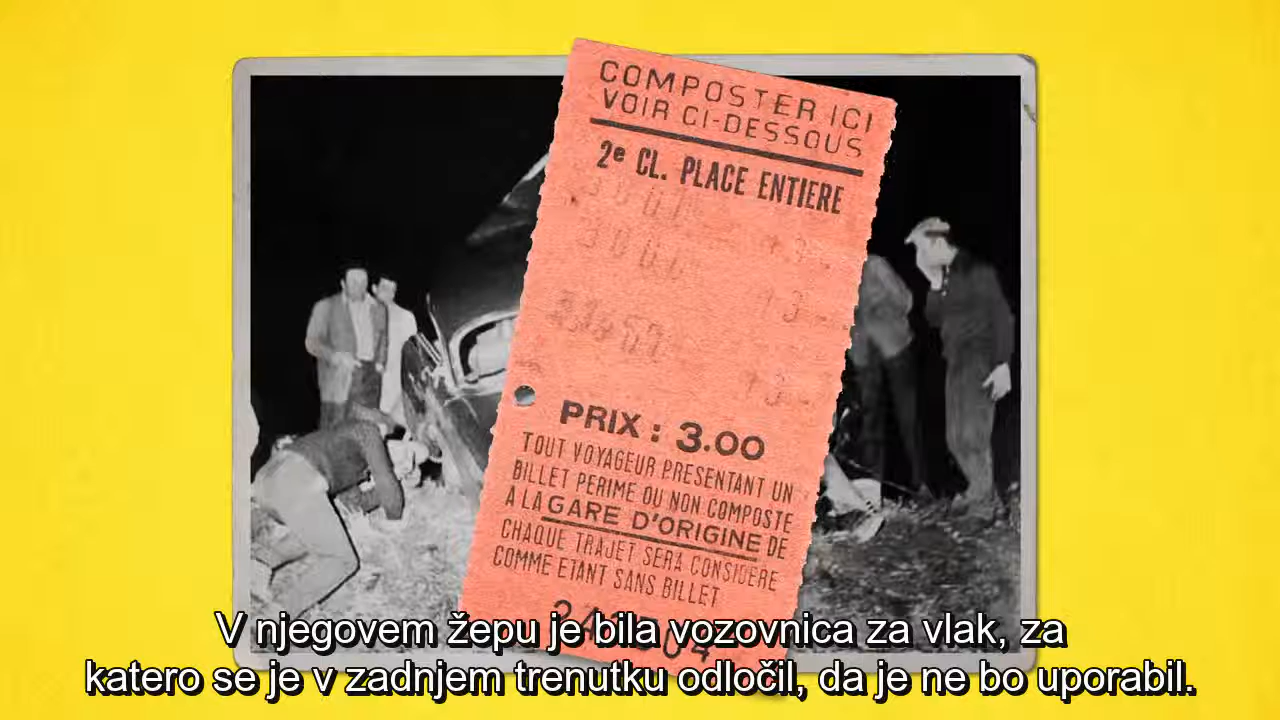 COMPOSTER ICI
VOIR CI-DESSOUS
2e CL. PLACE ENTIERE
PRIX : 3.00
TOUT VOYAGEUR PRESENTANT UN
BILLET PERIME OU NON COMPOSTE
A LA GARE D'ORIGINE DE
CHAQUE TRAJET SERA CONSIDERE
COMME ETANT SANS BILLET
V njegovem žepu je bila vozovnica za vlak, za
katero se je v zadnjem trenutku odločil, da je ne bo uporabil.